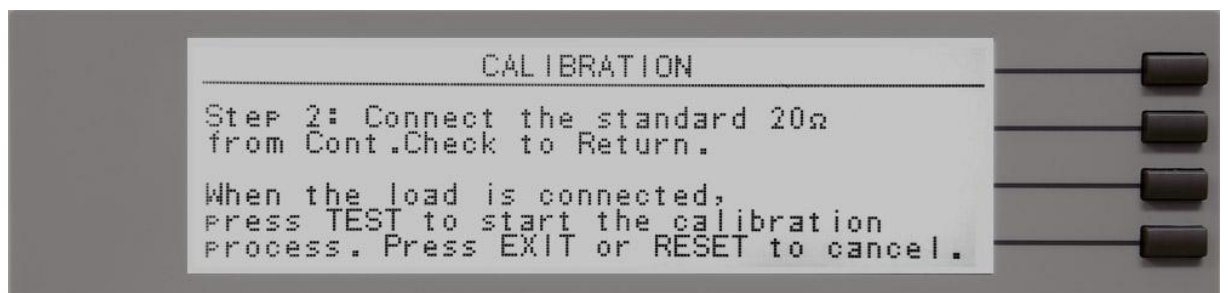 CALIBRATION
Step 2: Connect the standard 20Ω
from Cont.Check to Return.
When the load is connected,
press TEST to start the calibration
process. Press EXIT or RESET to cancel.